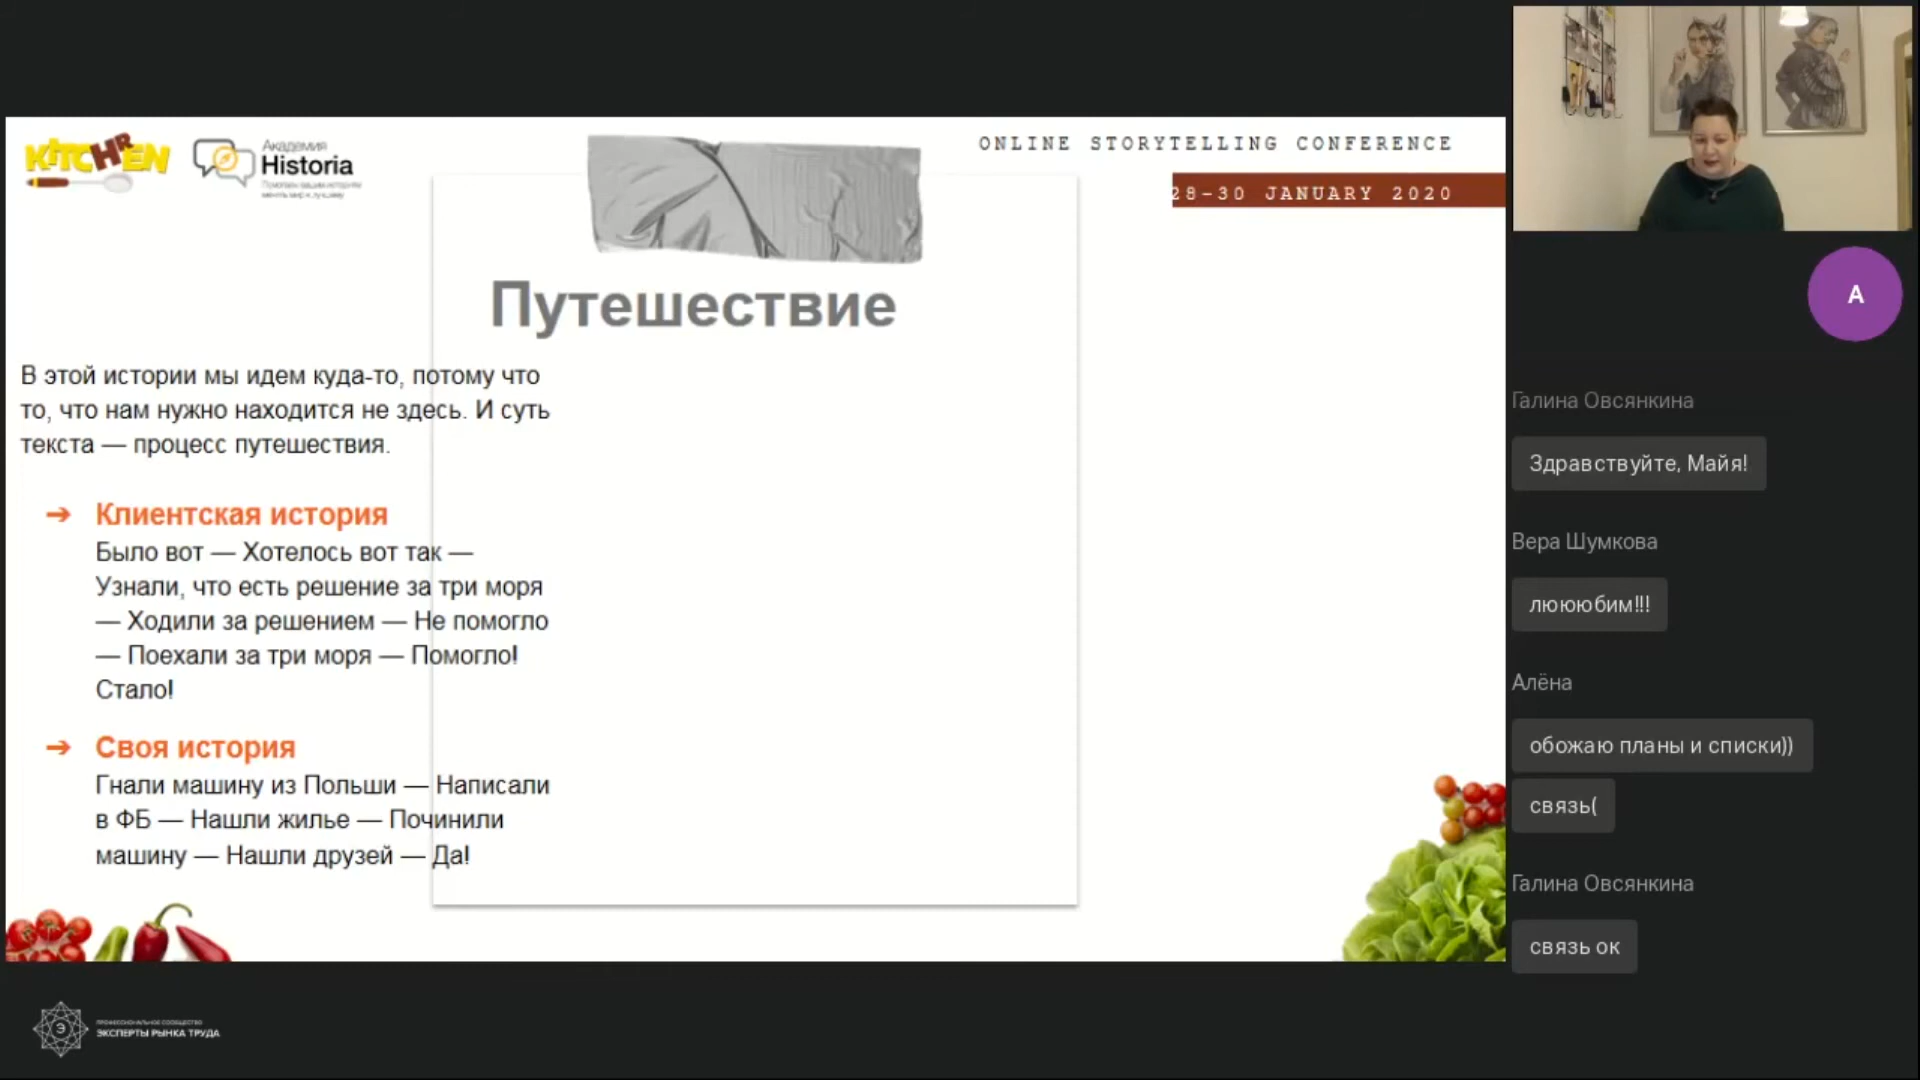 KITCHREN
Академия
Historia
ONLINE STORYTELLING CONFERENCE
28-30 JANUARY 2020
Путешествие
В этой истории мы идем куда-то, потому что
то, что нам нужно находится не здесь. И суть
текста — процесс путешествия.
➔ Клиентская история
Было вот — Хотелось вот так —
Узнали, что есть решение за три моря
— Ходили за решением — Не помогло
— Поехали за три моря — Помогло!
Стало!
➔ Своя история
Гнали машину из Польши — Написали
в ФБ — Нашли жилье — Починили
машину — Нашли друзей — Да!
Э
ПРОФЕССИОНАЛЬНОЕ СООБЩЕСТВО
ЭКСПЕРТЫ РЫНКА ТРУДА
А
Галина Овсянкина
Здравствуйте, Майя!
Вера Шумкова
люююбим!!!
Алёна
обожаю планы и списки))
связь(
Галина Овсянкина
связь ок